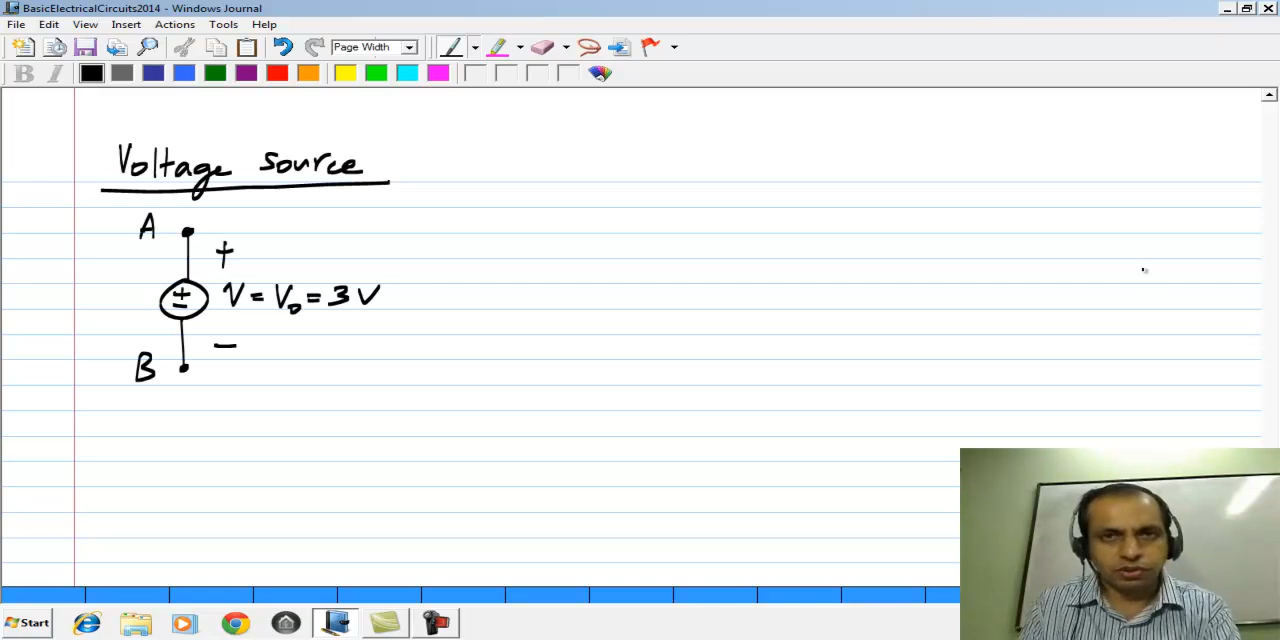 BasicElectricalCircuits2014 - Windows Journal
File Edit View Insert Actions Tools Help
Page Width
B I
Voltage source
A
+
± V = V₀ = 3 V
−
B
Start